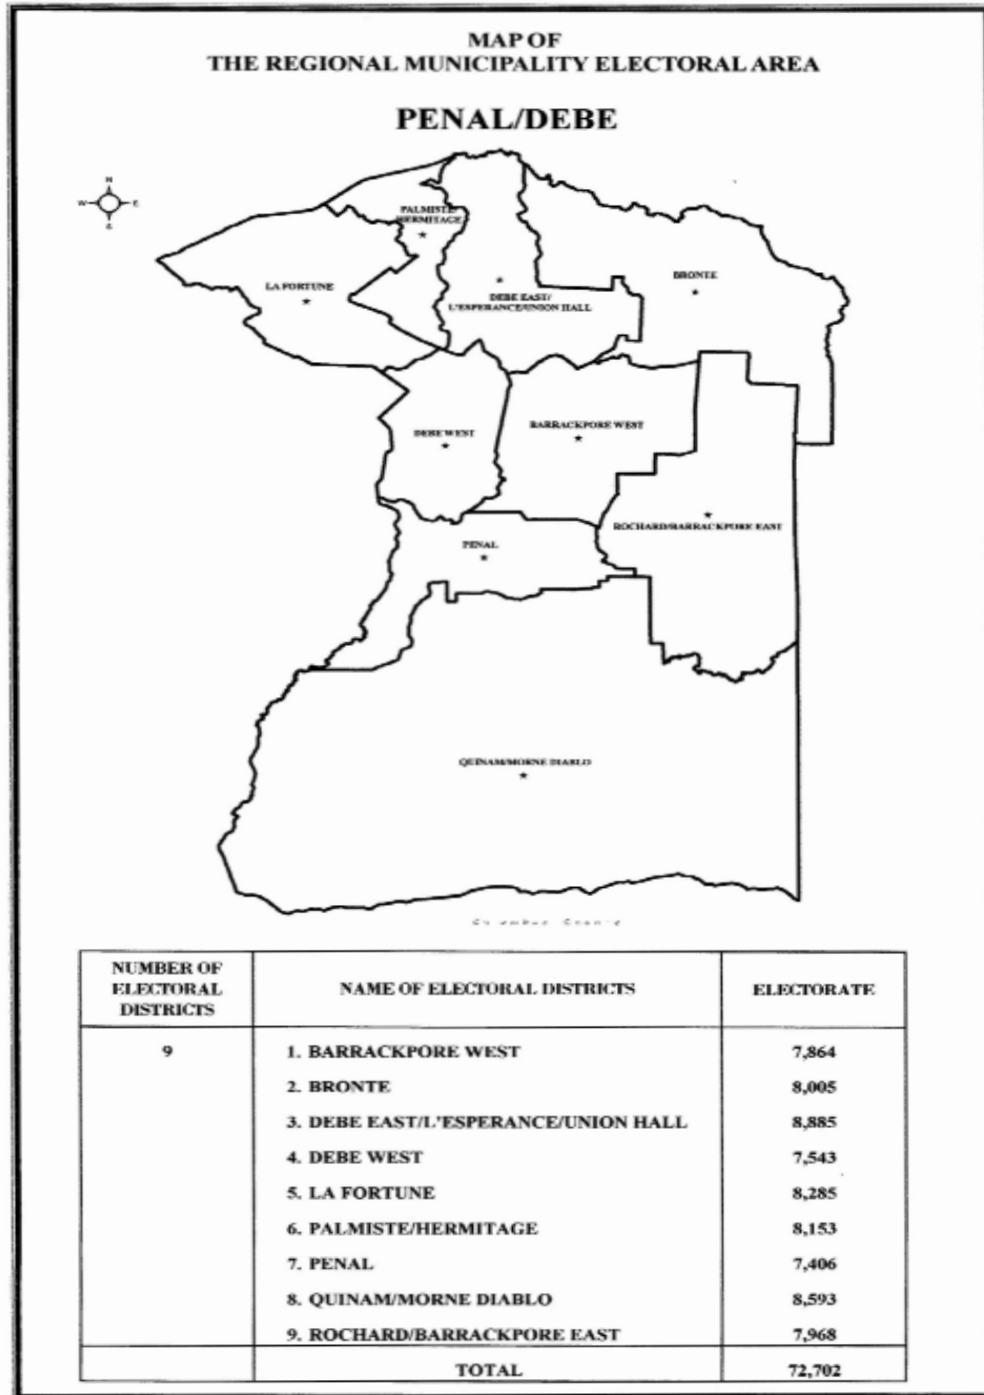 MAP OF
THE REGIONAL MUNICIPALITY ELECTORAL AREA
PENAL/DEBE
N
W E
S
PALMISTE/
HERMITAGE
LA FORTUNE
BRONTE
DEBE EAST/
L'ESPERANCE/UNION HALL
DEBE WEST
BARRACKPORE WEST
ROCHARD/BARRACKPORE EAST
PENAL
QUINAM/MORNE DIABLO
NUMBER OF ELECTORAL DISTRICTS NAME OF ELECTORAL DISTRICTS ELECTORATE
9 1. BARRACKPORE WEST 7,864
2. BRONTE 8,005
3. DEBE EAST/L'ESPERANCE/UNION HALL 8,885
4. DEBE WEST 7,543
5. LA FORTUNE 8,285
6. PALMISTE/HERMITAGE 8,153
7. PENAL 7,406
8. QUINAM/MORNE DIABLO 8,593
9. ROCHARD/BARRACKPORE EAST 7,968
TOTAL 72,702